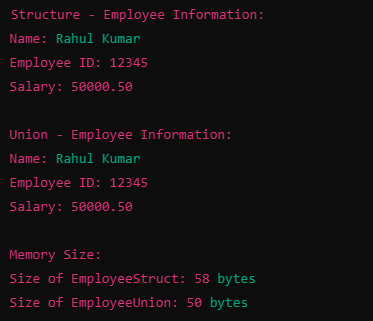 Structure - Employee Information:
Name: Rahul Kumar
Employee ID: 12345
Salary: 50000.50
Union - Employee Information:
Name: Rahul Kumar
Employee ID: 12345
Salary: 50000.50
Memory Size:
Size of EmployeeStruct: 58 bytes
Size of EmployeeUnion: 50 bytes